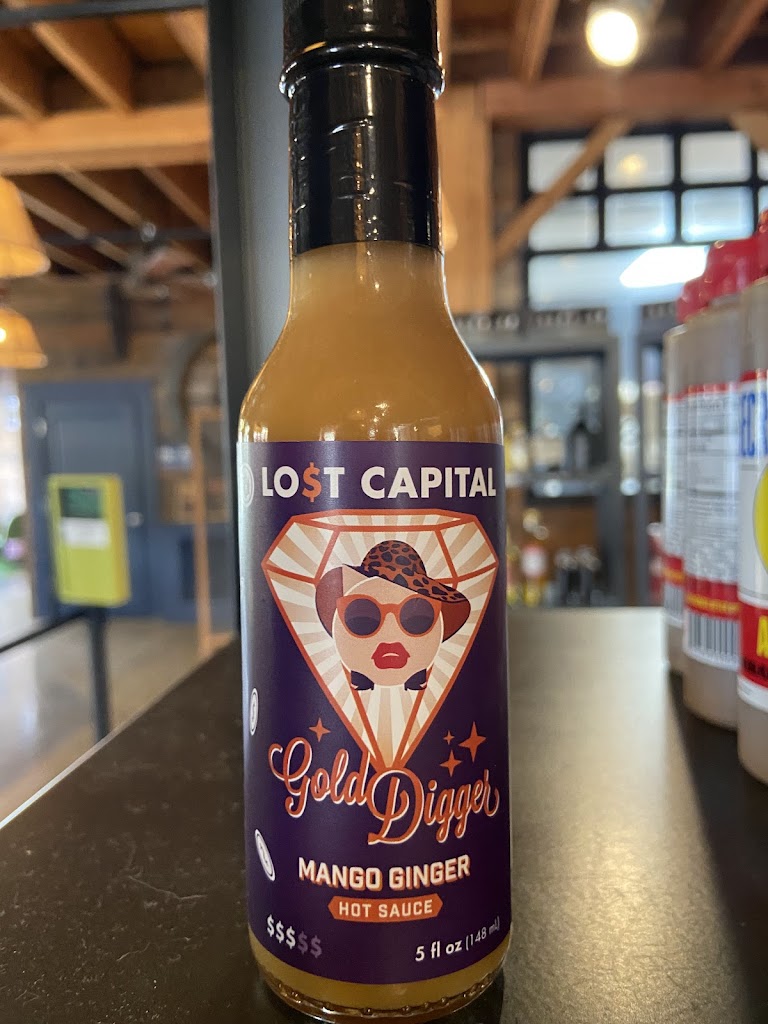 LO$T CAPITAL
Gold Digger
MANGO GINGER
HOT SAUCE
$$$$$
5 fl oz (148 mL)